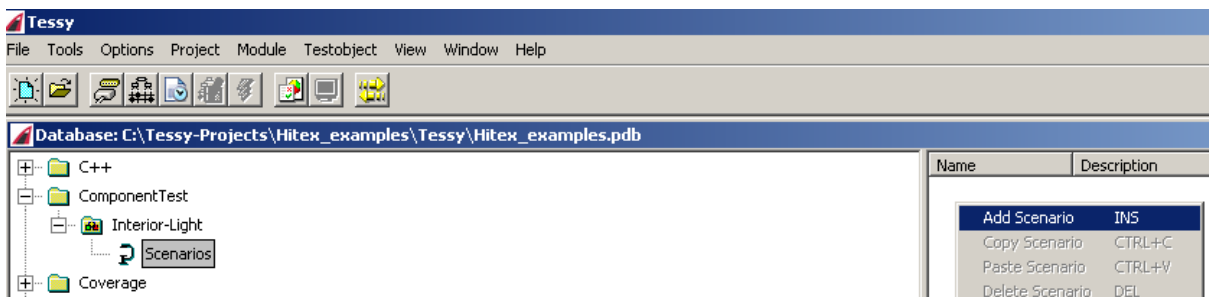 Tessy
File Tools Options Project Module Testobject View Window Help
Database: C:\Tessy-Projects\Hitex_examples\Tessy\Hitex_examples.pdb
C++
ComponentTest
Interior-Light
Scenarios
Coverage
Name Description
Add Scenario INS
Copy Scenario CTRL+C
Paste Scenario CTRL+V
Delete Scenario DEL